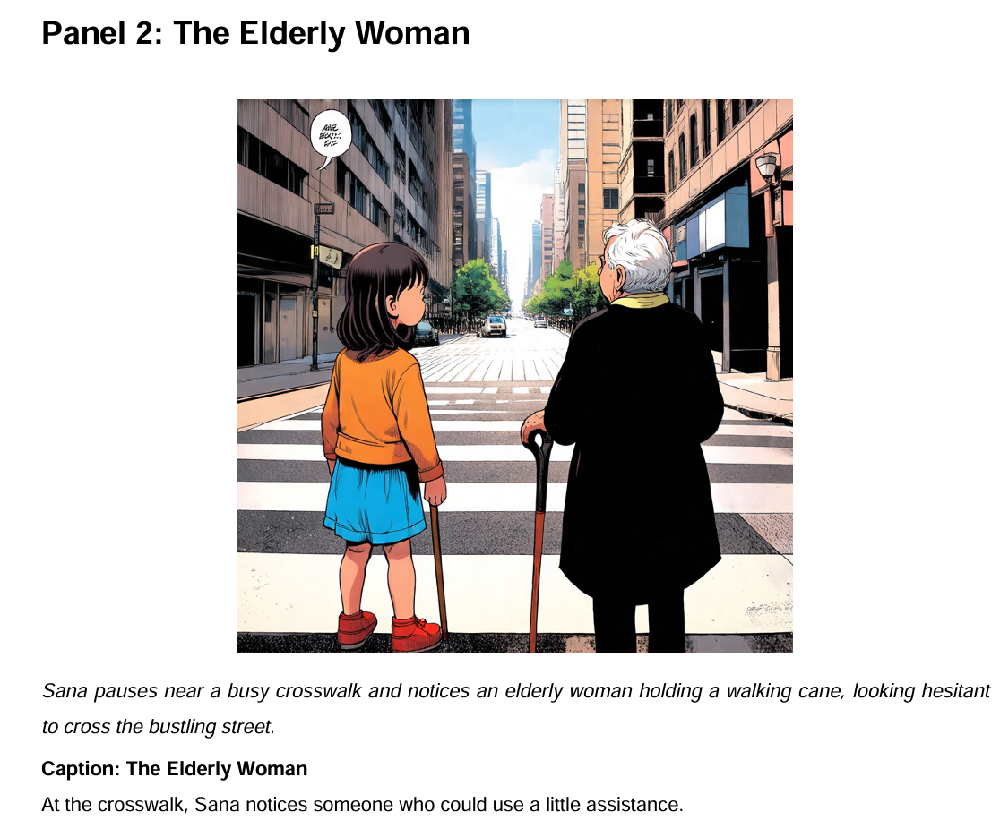 Panel 2: The Elderly Woman
Sana pauses near a busy crosswalk and notices an elderly woman holding a walking cane, looking hesitant
to cross the bustling street.
Caption: The Elderly Woman
At the crosswalk, Sana notices someone who could use a little assistance.